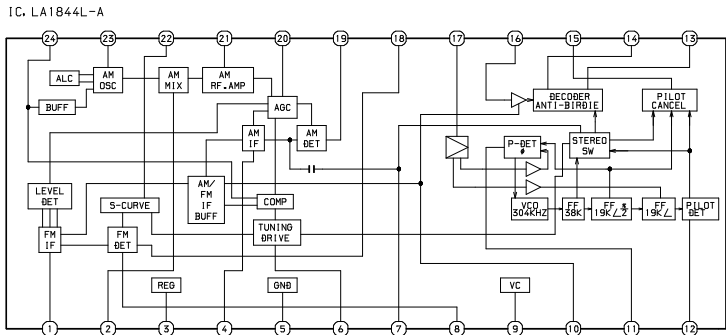 IC, LA1844L-A
24 23 22 21 20 19 18 17 16 15 14 13
ALC
AM
OSC
AM
MIX
AM
RF.AMP
BUFF
AGC
DECODER
ANTI-BIRDIE
PILOT
CANCEL
AM
IF
AM
DET
P-DET
φ
STEREO
SW
LEVEL
DET
S-CURVE
AM/
FM
IF
BUFF
COMP
FM
IF
FM
DET
TUNING
DRIVE
VCO
304KHZ
FF
38K
FF π/2
19K∠
FF
19K∠
PILOT
DET
REG
GND
VC
1 2 3 4 5 6 7 8 9 10 11 12